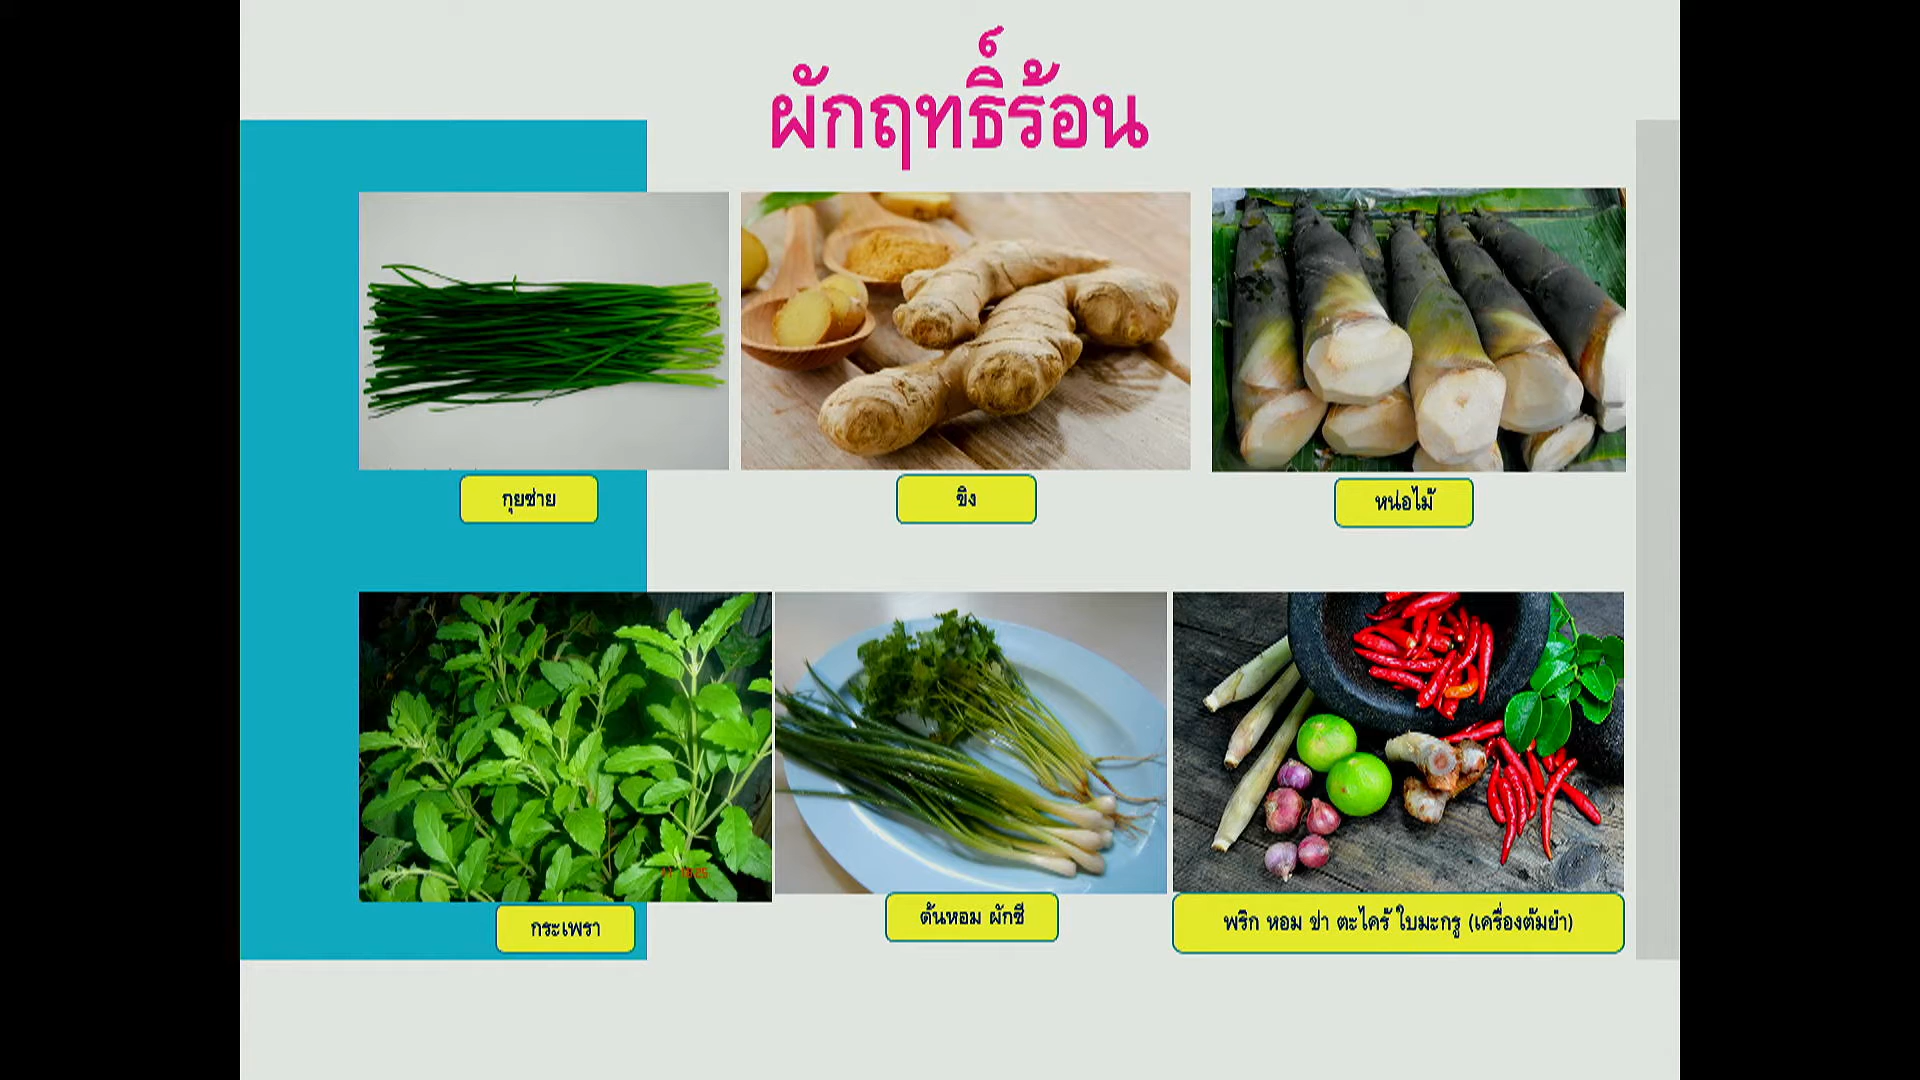 ผักฤทธิ์ร้อน
กุยช่าย
ขิง
หน่อไม้
กระเพรา
ต้นหอม ผักชี
พริก หอม ข่า ตะไคร้ ใบมะกรู (เครื่องต้มยำ)